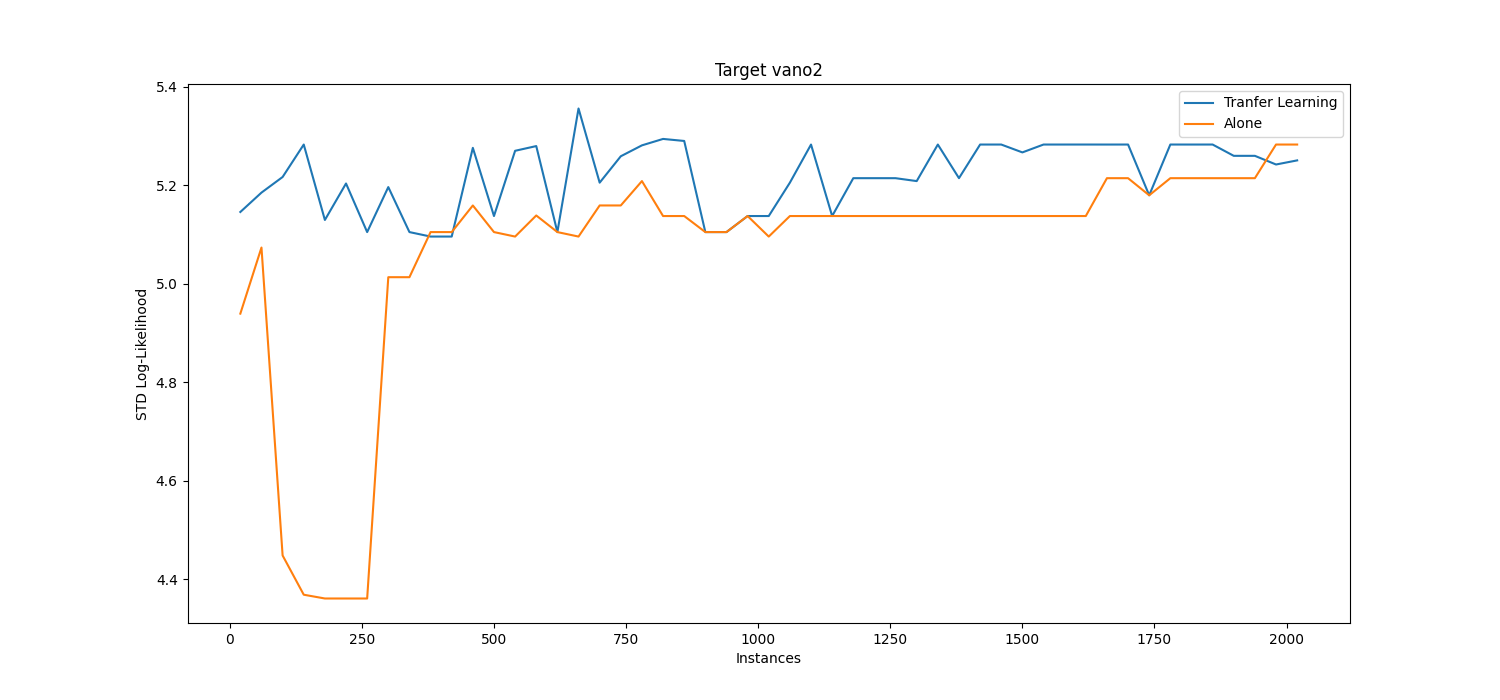 Target vano2
Tranfer Learning
Alone
5.4
5.2
5.0
4.8
4.6
4.4
STD Log-Likelihood
0 250 500 750 1000 1250 1500 1750 2000
Instances